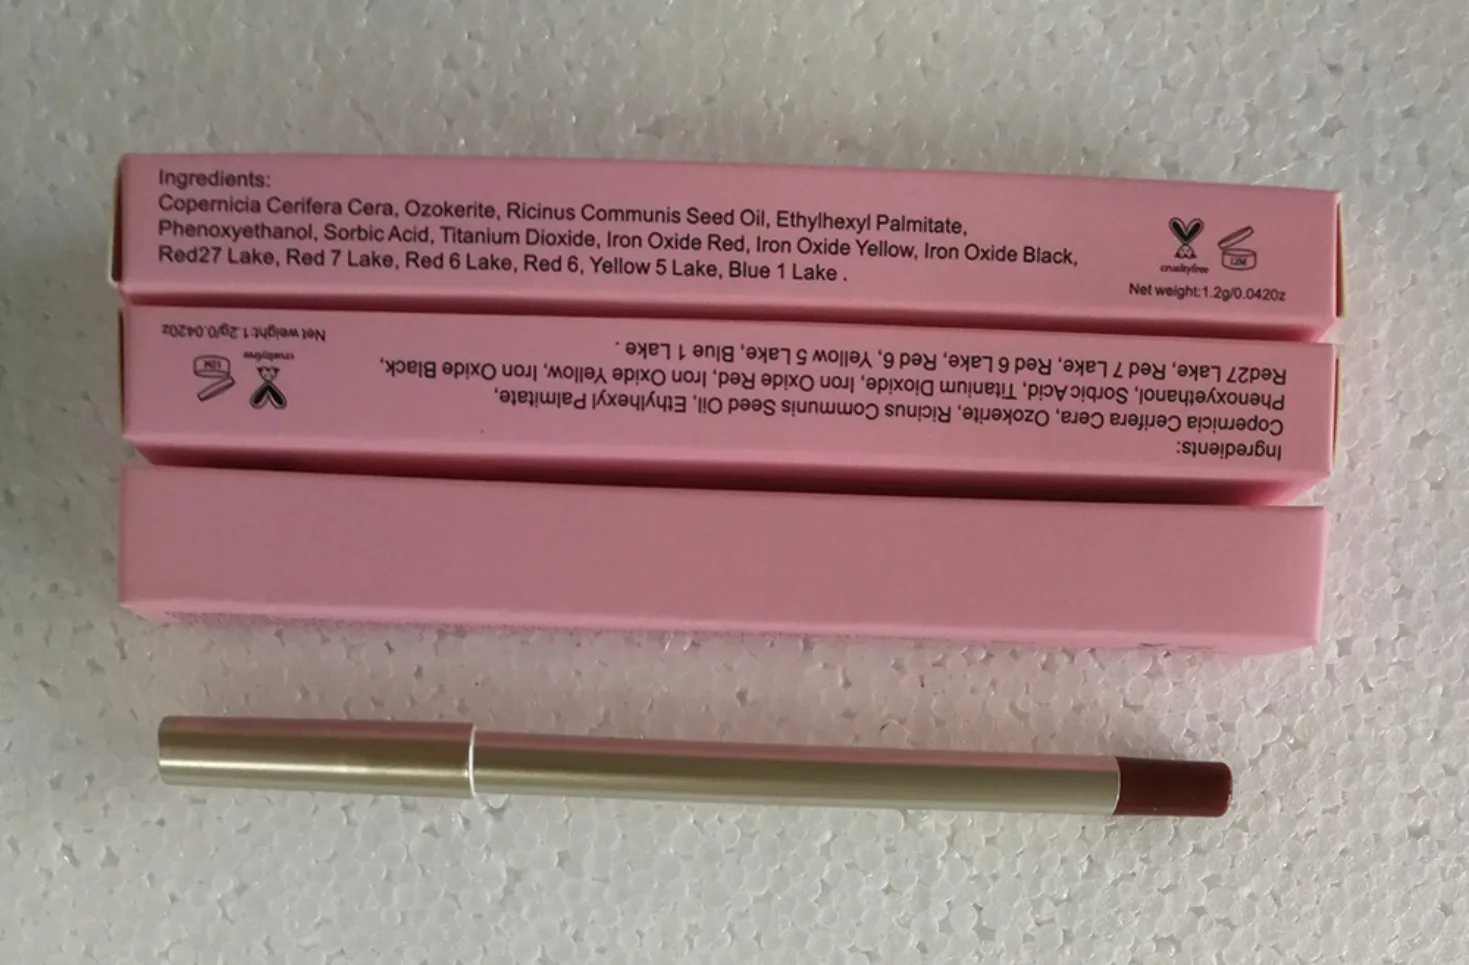 Ingredients:
Copernicia Cerifera Cera, Ozokerite, Ricinus Communis Seed Oil, Ethylhexyl Palmitate,
Phenoxyethanol, Sorbic Acid, Titanium Dioxide, Iron Oxide Red, Iron Oxide Yellow, Iron Oxide Black,
Red27 Lake, Red 7 Lake, Red 6 Lake, Red 6, Yellow 5 Lake, Blue 1 Lake .
crueltyfree
12M
Net weight:1.2g/0.042oz
Ingredients:
Copernicia Cerifera Cera, Ozokerite, Ricinus Communis Seed Oil, Ethylhexyl Palmitate,
Phenoxyethanol, Sorbic Acid, Titanium Dioxide, Iron Oxide Red, Iron Oxide Yellow, Iron Oxide Black,
Red27 Lake, Red 7 Lake, Red 6 Lake, Red 6, Yellow 5 Lake, Blue 1 Lake .
crueltyfree
12M
Net weight:1.2g/0.042oz